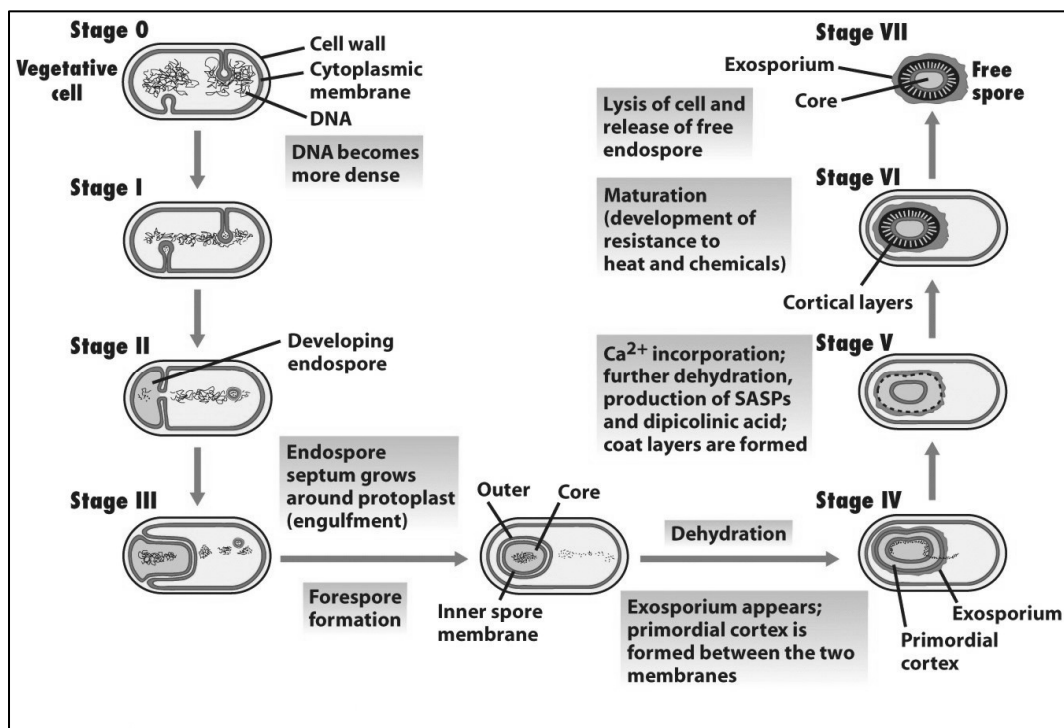 Stage 0
Vegetative
cell
Cell wall
Cytoplasmic
membrane
DNA
DNA becomes
more dense
Stage I
Stage II
Developing
endospore
Stage III
Endospore
septum grows
around protoplast
(engulfment)
Forespore
formation
Outer
Core
Inner spore
membrane
Dehydration
Exosporium appears;
primordial cortex is
formed between the two
membranes
Stage IV
Exosporium
Primordial
cortex
Ca2+ incorporation;
further dehydration,
production of SASPs
and dipicolinic acid;
coat layers are formed
Stage V
Maturation
(development of
resistance to
heat and chemicals)
Stage VI
Cortical layers
Lysis of cell and
release of free
endospore
Stage VII
Exosporium
Core
Free
spore